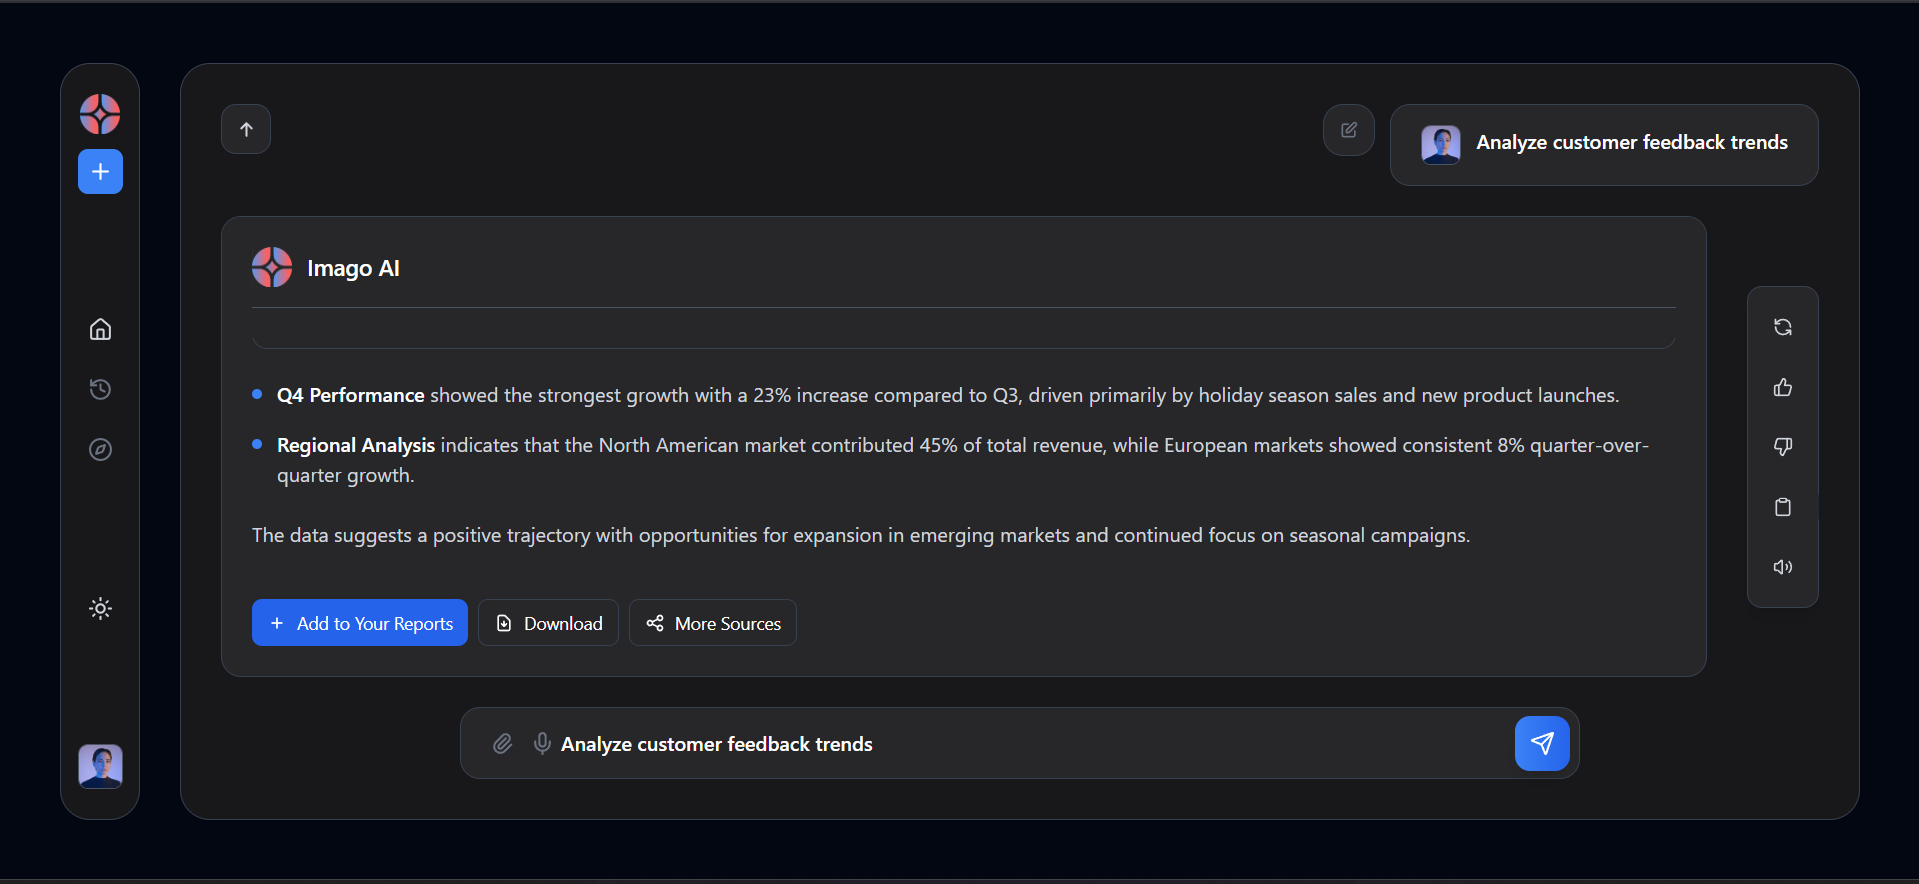 Analyze customer feedback trends
Imago AI
Q4 Performance showed the strongest growth with a 23% increase compared to Q3, driven primarily by holiday season sales and new product launches.
Regional Analysis indicates that the North American market contributed 45% of total revenue, while European markets showed consistent 8% quarter-over-
quarter growth.
The data suggests a positive trajectory with opportunities for expansion in emerging markets and continued focus on seasonal campaigns.
Add to Your Reports
Download
More Sources
Analyze customer feedback trends